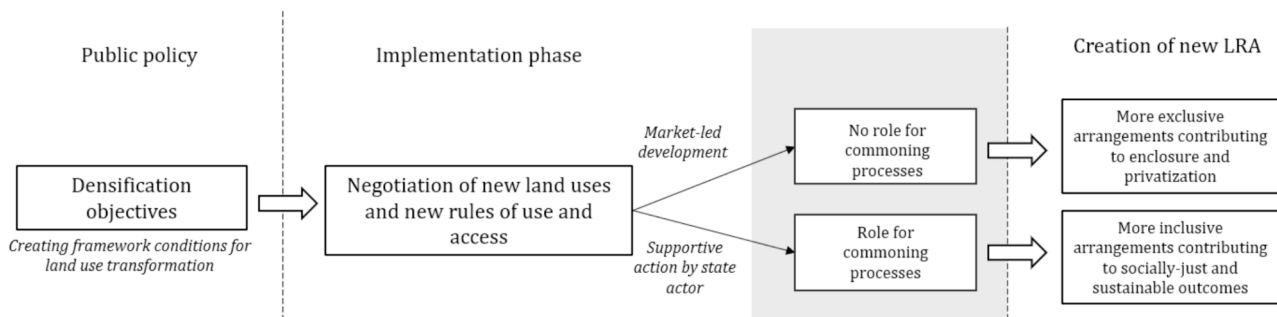 Public policy
Implementation phase
Creation of new LRA
Densification
objectives
Creating framework conditions for
land use transformation
Negotiation of new land uses
and new rules of use and
access
Market-led
development
Supportive
action by state
actor
No role for
commoning
processes
Role for
commoning
processes
More exclusive
arrangements contributing
to enclosure and
privatization
More inclusive
arrangements contributing
to socially-just and
sustainable outcomes